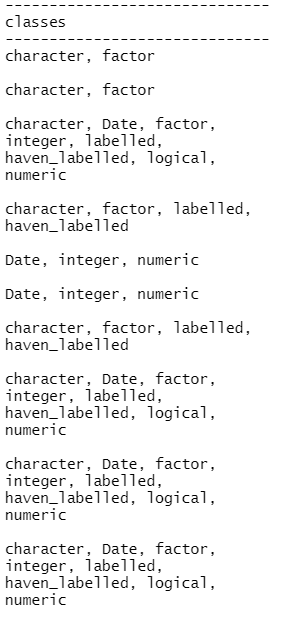 ------------------------------
classes
------------------------------
character, factor
character, factor
character, Date, factor,
integer, labelled,
haven_labelled, logical,
numeric
character, factor, labelled,
haven_labelled
Date, integer, numeric
Date, integer, numeric
character, factor, labelled,
haven_labelled
character, Date, factor,
integer, labelled,
haven_labelled, logical,
numeric
character, Date, factor,
integer, labelled,
haven_labelled, logical,
numeric
character, Date, factor,
integer, labelled,
haven_labelled, logical,
numeric